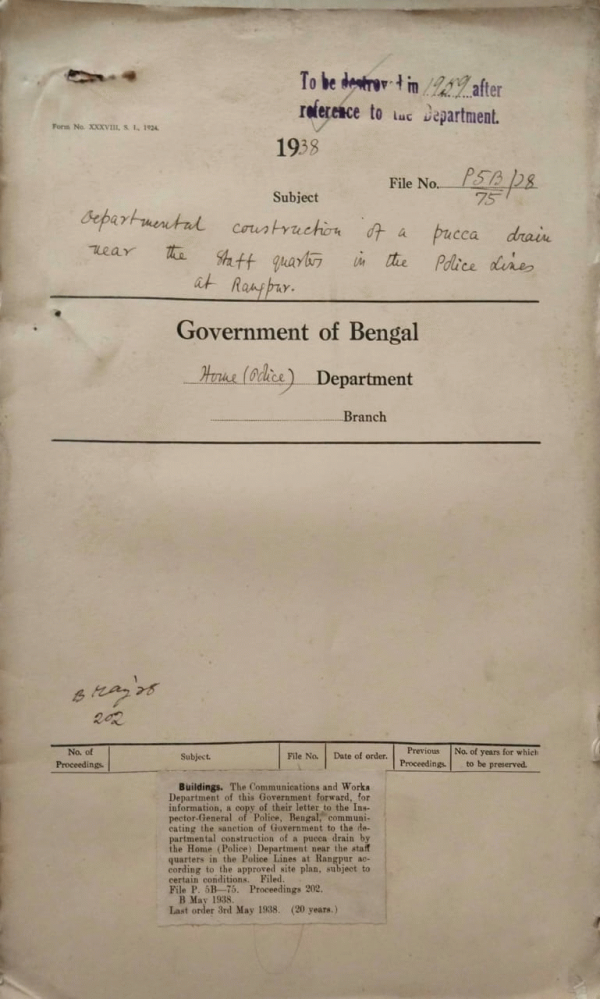 To be destroyed in 1959 after
reference to the Department.
Form No. XXXVIII, S. I., 1924.
1938
File No. P5B/28
75
Subject
Departmental construction of a pucca drain
near the Staff quarters in the Police Lines
at Rangpur.
Government of Bengal
Home (Police) Department
Branch
B May '38
202
No. of Proceedings. Subject. File No. Date of order. Previous Proceedings. No. of years for which to be preserved.
Buildings. The Communications and Works
Department of this Government forward, for
information, a copy of their letter to the Ins-
pector-General of Police, Bengal, communi-
cating the sanction of Government to the de-
partmental construction of a pucca drain by
the Home (Police) Department near the staff
quarters in the Police Lines at Rangpur ac-
cording to the approved site plan, subject to
certain conditions. Filed.
File P. 5B—75. Proceedings 202.
B May 1938.
Last order 3rd May 1938. (20 years.)